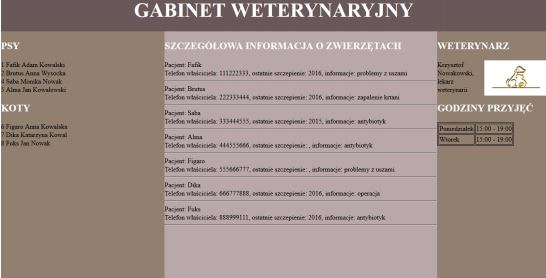 GABINET WETERYNARYJNY
PSY
1 Fafik Adam Kowalski
2 Brutus Anna Wysocka
4 Saba Monika Nowak
5 Alma Jan Kowalewski
KOTY
6 Figaro Anna Kowalska
7 Dika Katarzyna Kowal
8 Fuks Jan Nowak
SZCZEGÓŁOWA INFORMACJA O ZWIERZĘTACH
Pacjent: Fafik
Telefon właściciela: 111222333, ostatnie szczepienie: 2016, informacje: problemy z uszami
Pacjent: Brutus
Telefon właściciela: 222333444, ostatnie szczepienie: 2016, informacje: zapalenie krtani
Pacjent: Saba
Telefon właściciela: 333444555, ostatnie szczepienie: 2015, informacje: antybiotyk
Pacjent: Alma
Telefon właściciela: 444555666, ostatnie szczepienie: , informacje: antybiotyk
Pacjent: Figaro
Telefon właściciela: 555666777, ostatnie szczepienie: , informacje: problemy z uszami
Pacjent: Dika
Telefon właściciela: 666777888, ostatnie szczepienie: 2016, informacje: operacja
Pacjent: Fuks
Telefon właściciela: 888999111, ostatnie szczepienie: 2016, informacje: antybiotyk
WETERYNARZ
Krzysztof
Nowakowski,
lekarz
weterynarii
GODZINY PRZYJĘĆ
Poniedziałek 15:00 - 19:00
Wtorek 15:00 - 19:00